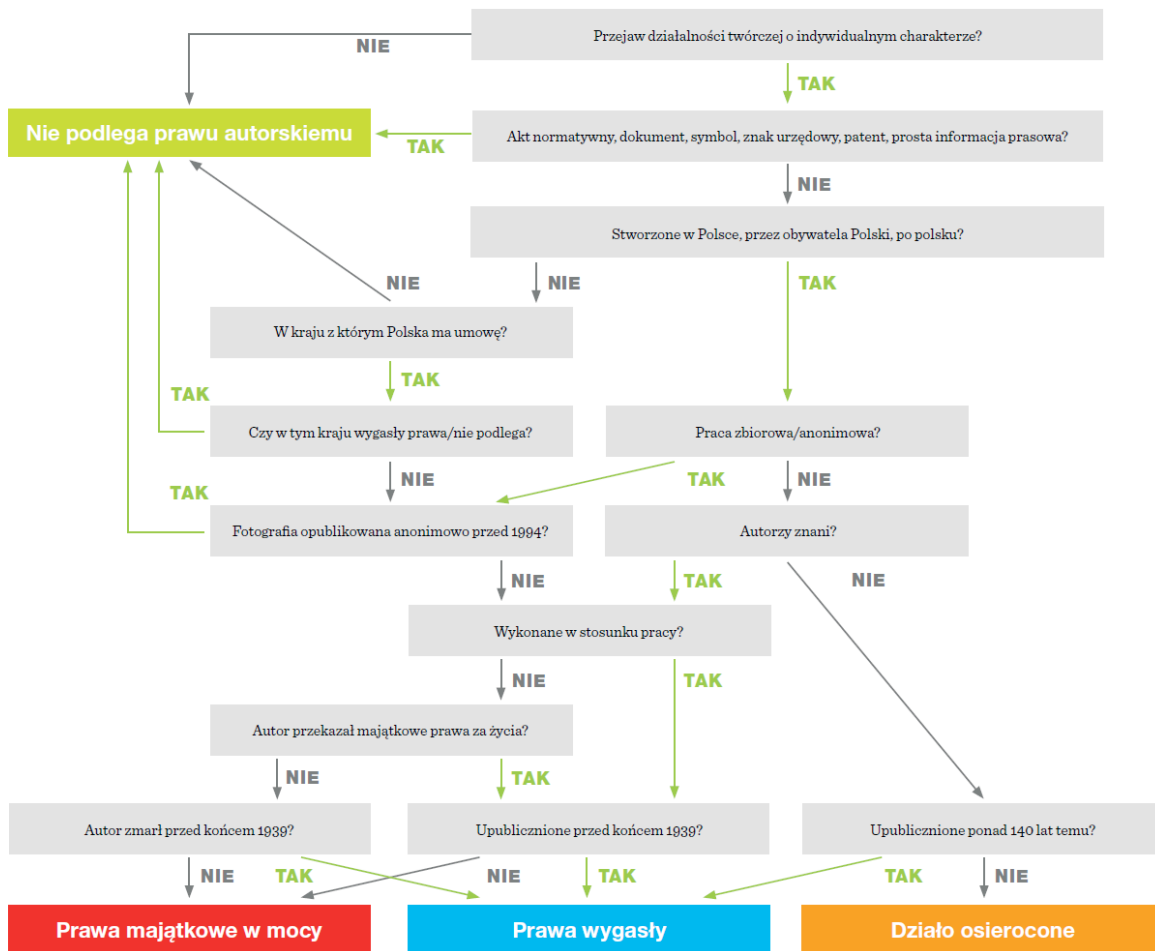 Przejaw działalności twórczej o indywidualnym charakterze?
NIE
TAK
Nie podlega prawu autorskiemu
Akt normatywny, dokument, symbol, znak urzędowy, patent, prosta informacja prasowa?
TAK
NIE
Stworzone w Polsce, przez obywatela Polski, po polsku?
NIE
NIE
TAK
W kraju z którym Polska ma umowę?
TAK
TAK
Czy w tym kraju wygasły prawa/nie podlega?
Praca zbiorowa/anonimowa?
NIE
TAK
NIE
TAK
Fotografia opublikowana anonimowo przed 1994?
Autorzy znani?
NIE
TAK
NIE
Wykonane w stosunku pracy?
NIE
TAK
Autor przekazał majątkowe prawa za życia?
NIE
TAK
Autor zmarł przed końcem 1939?
Upublicznione przed końcem 1939?
Upublicznione ponad 140 lat temu?
NIE
TAK
NIE
TAK
TAK
NIE
Prawa majątkowe w mocy
Prawa wygasły
Działo osierocone